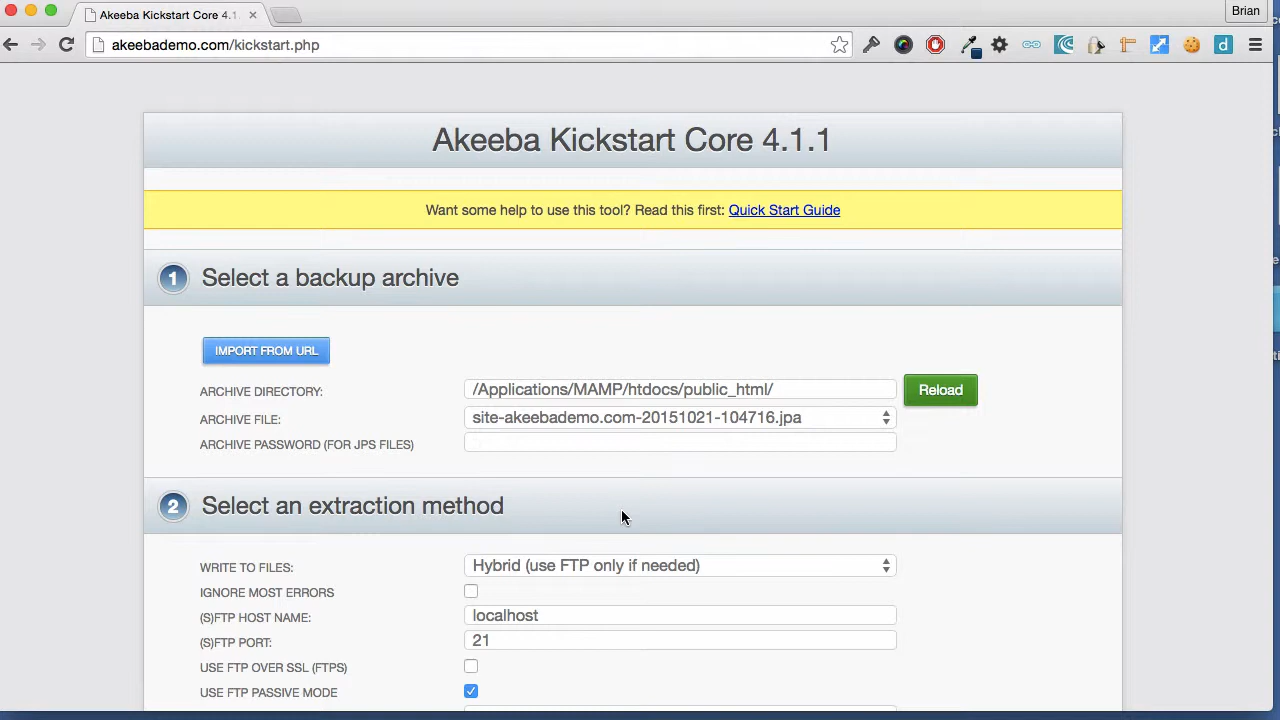 Akeeba Kickstart Core 4.1
Brian
akeebademo.com/kickstart.php
Akeeba Kickstart Core 4.1.1
Want some help to use this tool? Read this first: Quick Start Guide
1 Select a backup archive
IMPORT FROM URL
ARCHIVE DIRECTORY: /Applications/MAMP/htdocs/public_html/ Reload
ARCHIVE FILE: site-akeebademo.com-20151021-104716.jpa
ARCHIVE PASSWORD (FOR JPS FILES)
2 Select an extraction method
WRITE TO FILES: Hybrid (use FTP only if needed)
IGNORE MOST ERRORS
(S)FTP HOST NAME: localhost
(S)FTP PORT: 21
USE FTP OVER SSL (FTPS)
USE FTP PASSIVE MODE